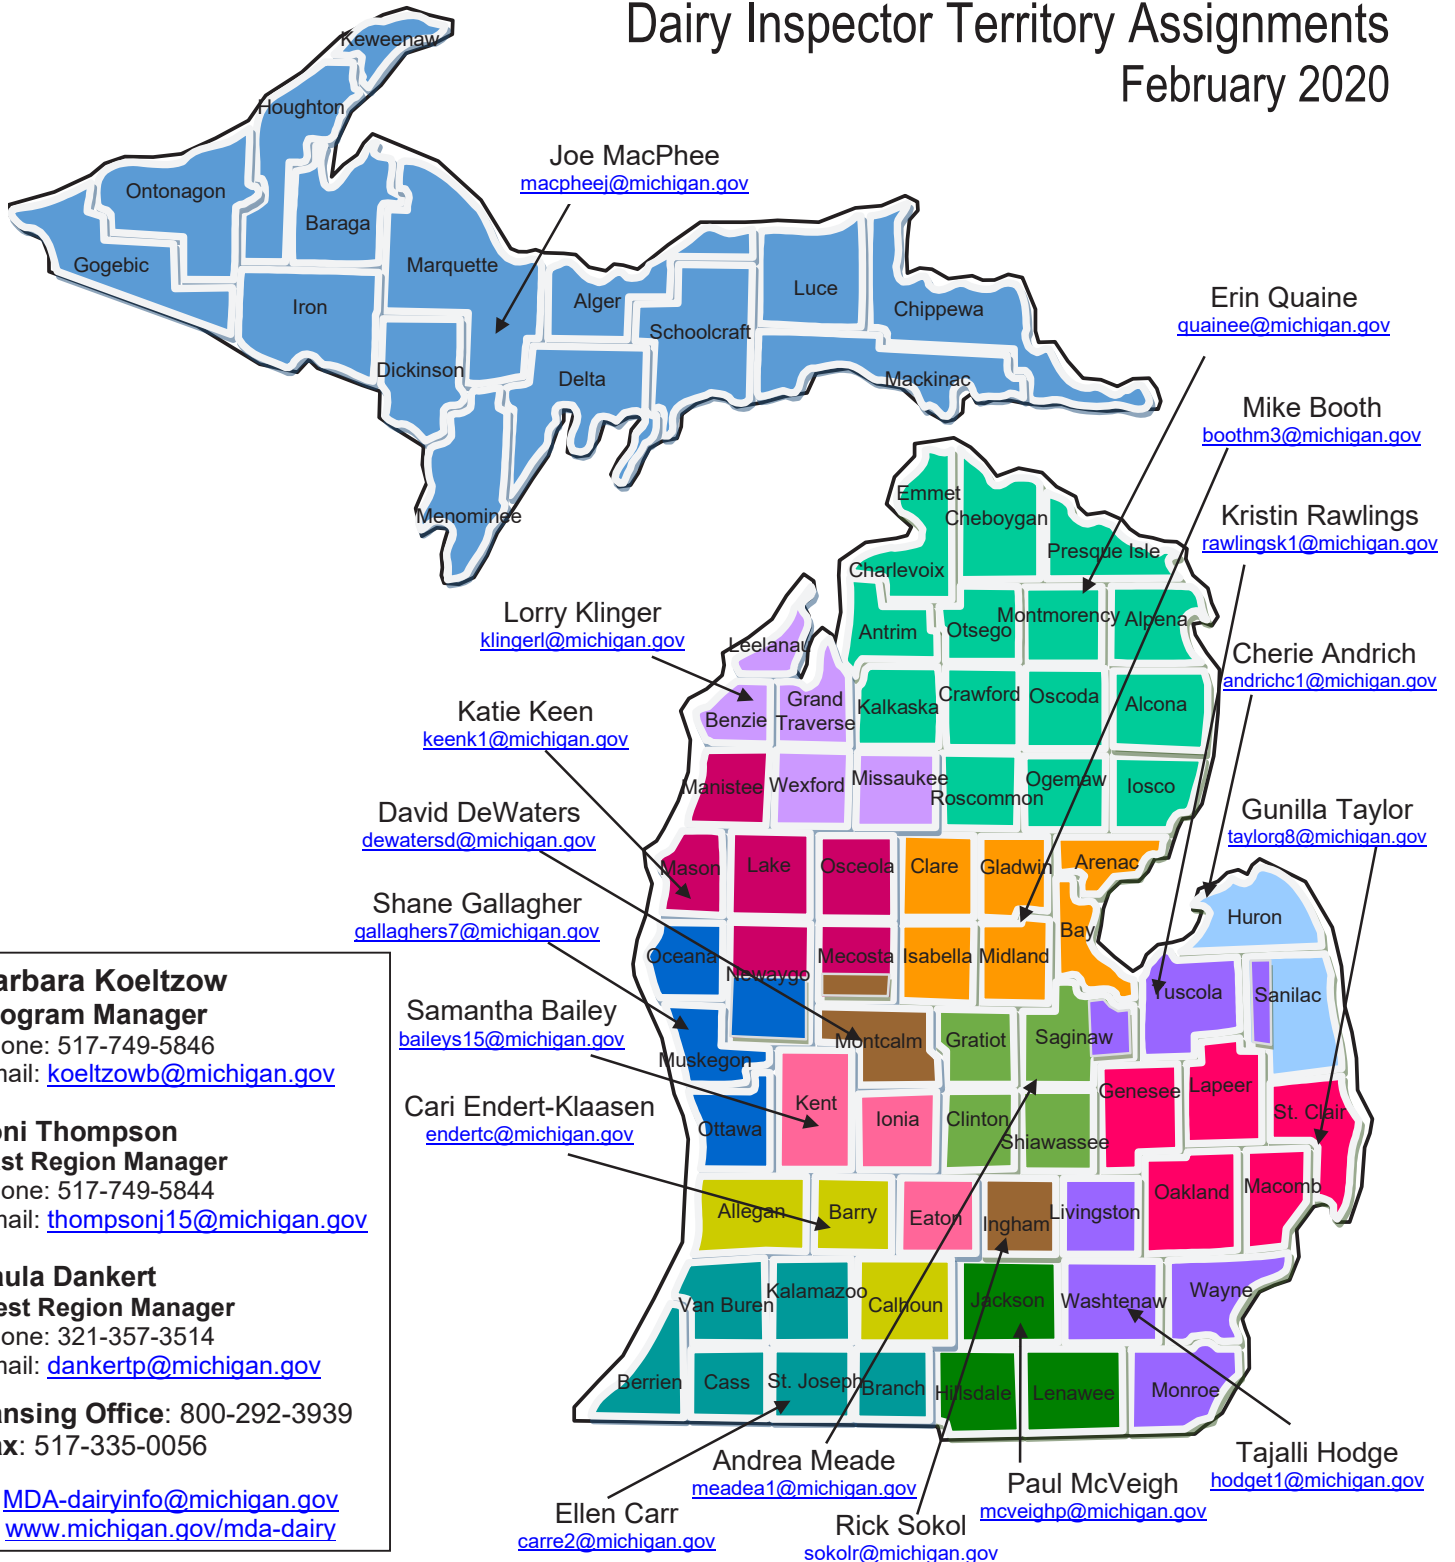 Dairy Inspector Territory Assignments
February 2020
Keweenaw
Houghton
Ontonagon
Baraga
Gogebic
Marquette
Iron
Alger
Luce
Chippewa
Schoolcraft
Dickinson
Delta
Mackinac
Menominee
Joe MacPhee
macpheej@michigan.gov
Erin Quaine
quainee@michigan.gov
Mike Booth
boothm3@michigan.gov
Kristin Rawlings
rawlingsk1@michigan.gov
Cherie Andrich
andrichc1@michigan.gov
Gunilla Taylor
taylorg8@michigan.gov
Lorry Klinger
klingerl@michigan.gov
Katie Keen
keenk1@michigan.gov
David DeWaters
dewatersd@michigan.gov
Shane Gallagher
gallaghers7@michigan.gov
Samantha Bailey
baileys15@michigan.gov
Cari Endert-Klaasen
endertc@michigan.gov
Emmet
Cheboygan
Presque Isle
Charlevoix
Antrim
Otsego
Montmorency
Alpena
Leelanau
Benzie
Grand
Traverse
Kalkaska
Crawford
Oscoda
Alcona
Manistee
Wexford
Missaukee
Roscommon
Ogemaw
Iosco
Mason
Lake
Osceola
Clare
Gladwin
Arenac
Huron
Oceana
Newaygo
Mecosta
Isabella
Midland
Bay
Tuscola
Sanilac
Muskegon
Montcalm
Gratiot
Saginaw
Genesee
Lapeer
St. Clair
Ottawa
Kent
Ionia
Clinton
Shiawassee
Allegan
Barry
Eaton
Ingham
Livingston
Oakland
Macomb
Van Buren
Kalamazoo
Calhoun
Jackson
Washtenaw
Wayne
Berrien
Cass
St. Joseph
Branch
Hillsdale
Lenawee
Monroe
arbara Koeltzow
ogram Manager
one: 517-749-5846
mail: koeltzowb@michigan.gov
oni Thompson
st Region Manager
one: 517-749-5844
mail: thompsonj15@michigan.gov
aula Dankert
est Region Manager
one: 321-357-3514
mail: dankertp@michigan.gov
ansing Office: 800-292-3939
ax: 517-335-0056
MDA-dairyinfo@michigan.gov
www.michigan.gov/mda-dairy
Andrea Meade
meadea1@michigan.gov
Ellen Carr
carre2@michigan.gov
Rick Sokol
sokolr@michigan.gov
Paul McVeigh
mcveighp@michigan.gov
Tajalli Hodge
hodget1@michigan.gov